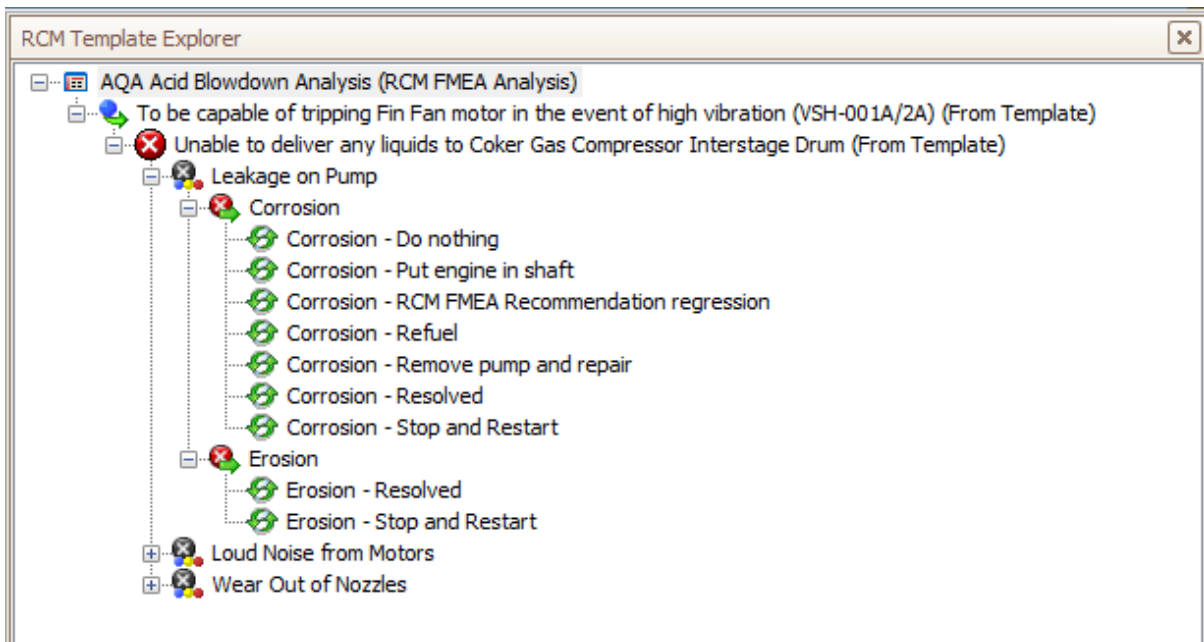 RCM Template Explorer
AQA Acid Blowdown Analysis (RCM FMEA Analysis)
To be capable of tripping Fin Fan motor in the event of high vibration (VSH-001A/2A) (From Template)
Unable to deliver any liquids to Coker Gas Compressor Interstage Drum (From Template)
Leakage on Pump
Corrosion
Corrosion - Do nothing
Corrosion - Put engine in shaft
Corrosion - RCM FMEA Recommendation regression
Corrosion - Refuel
Corrosion - Remove pump and repair
Corrosion - Resolved
Corrosion - Stop and Restart
Erosion
Erosion - Resolved
Erosion - Stop and Restart
Loud Noise from Motors
Wear Out of Nozzles